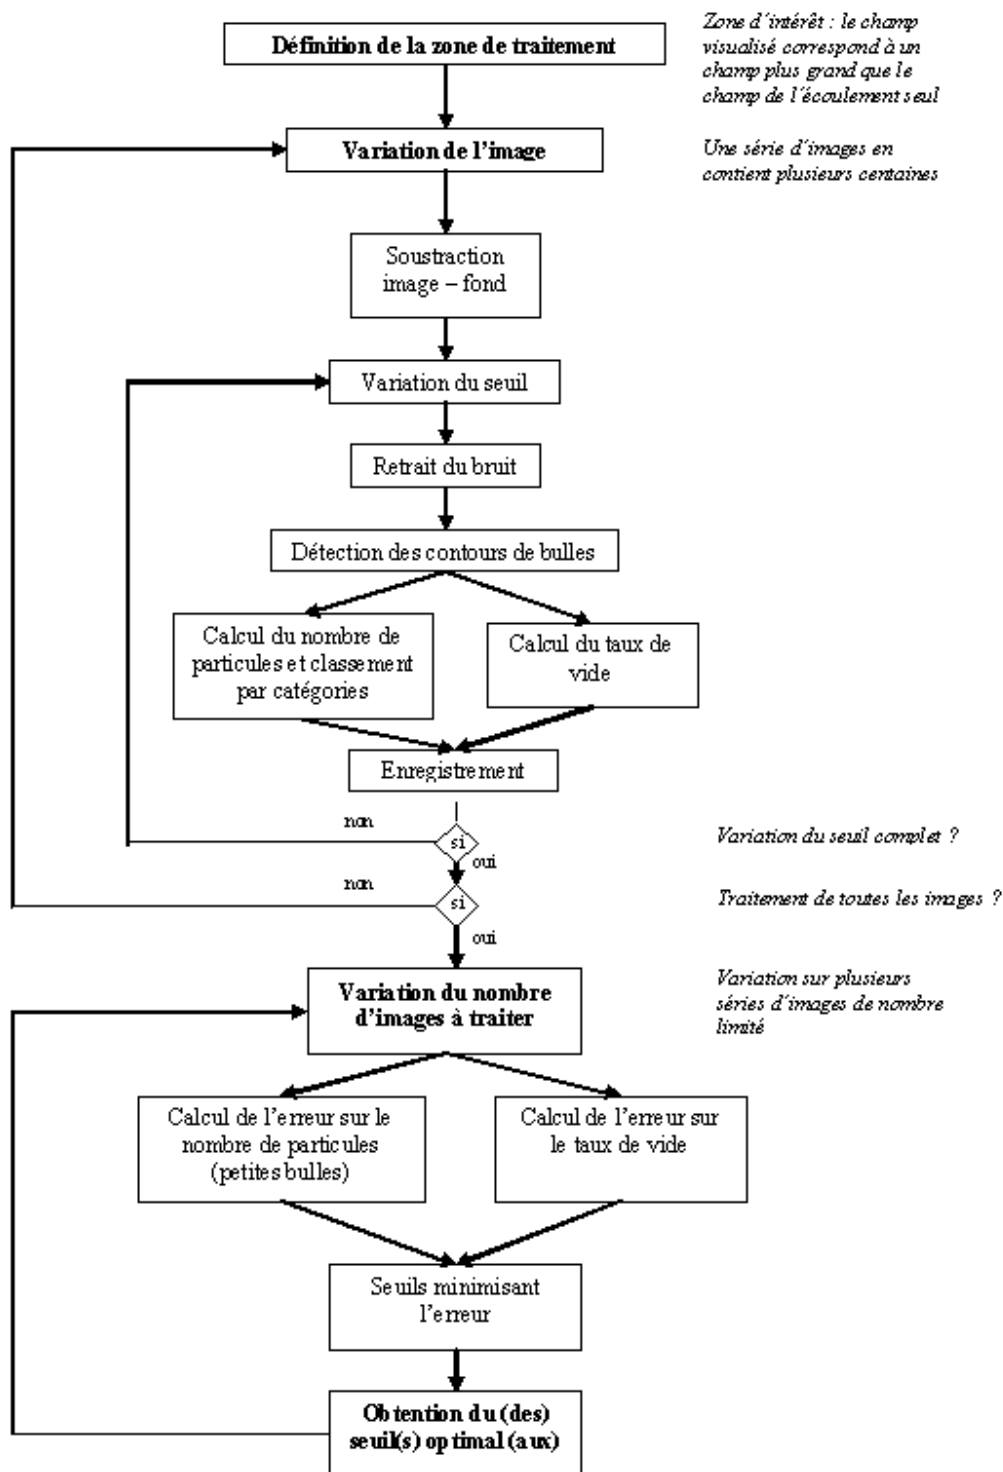 Définition de la zone de traitement
Zone d'intérêt : le champ
visualisé correspond à un
champ plus grand que le
champ de l'écoulement seul
Variation de l'image
Une série d'images en
contient plusieurs centaines
Soustraction
image – fond
Variation du seuil
Retrait du bruit
Détection des contours de bulles
Calcul du nombre de
particules et classement
par catégories
Calcul du taux de
vide
Enregistrement
non
si
Variation du seuil complet ?
oui
non
si
Traitement de toutes les images ?
oui
Variation du nombre
d'images à traiter
Variation sur plusieurs
séries d'images de nombre
limité
Calcul de l'erreur sur le
nombre de particules
(petites bulles)
Calcul de l'erreur sur
le taux de vide
Seuils minimisant
l'erreur
Obtention du (des)
seuil(s) optimal (aux)